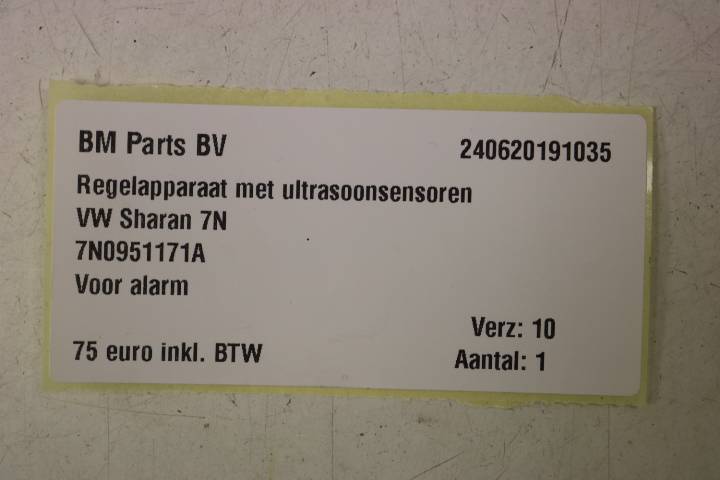 BM Parts BV 240620191035
Regelapparaat met ultrasoonsensoren
VW Sharan 7N
7N0951171A
Voor alarm
Verz: 10
75 euro inkl. BTW Aantal: 1